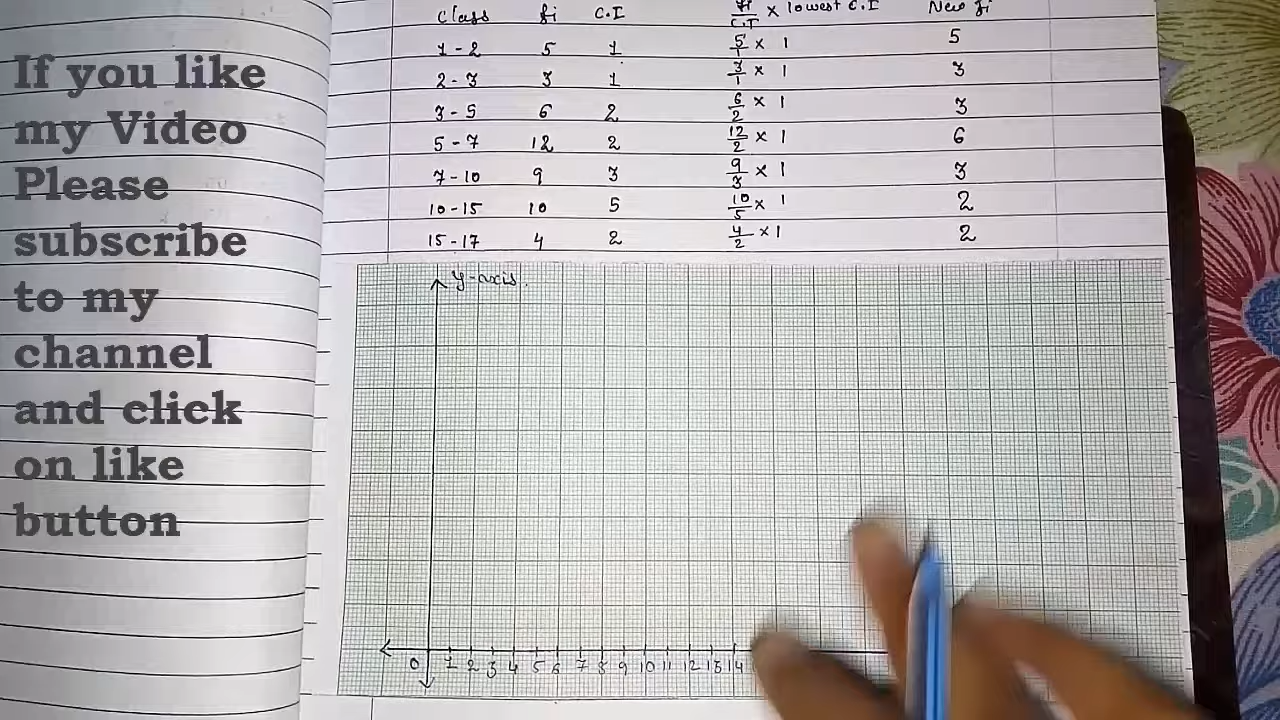 If you like
my Video
Please
subscribe
to my
channel
and click
on like
button
Class fi C.I fi/C.I × lowest C.I New fi
1 - 2 5 1 5/1 × 1 5
2 - 3 3 1 3/1 × 1 3
3 - 5 6 2 6/2 × 1 3
5 - 7 12 2 12/2 × 1 6
7 - 10 9 3 9/3 × 1 3
10 - 15 10 5 10/5 × 1 2
15 - 17 4 2 4/2 × 1 2
y-axis.
0 1 2 3 4 5 6 7 8 9 10 11 12 13 14